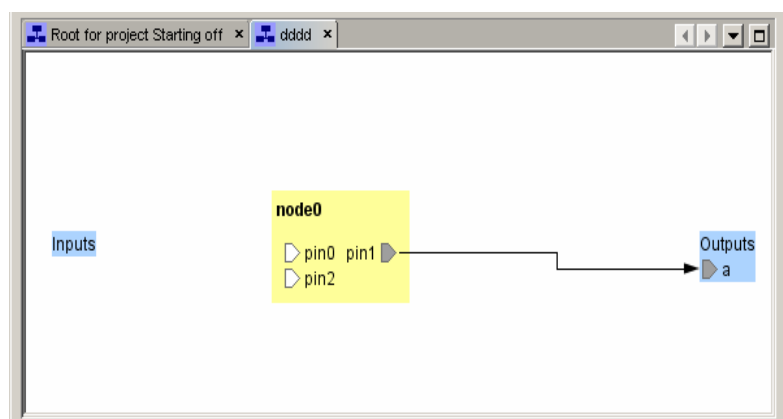 Root for project Starting off × dddd ×
node0
Inputs
Outputs
pin0 pin1
a
pin2